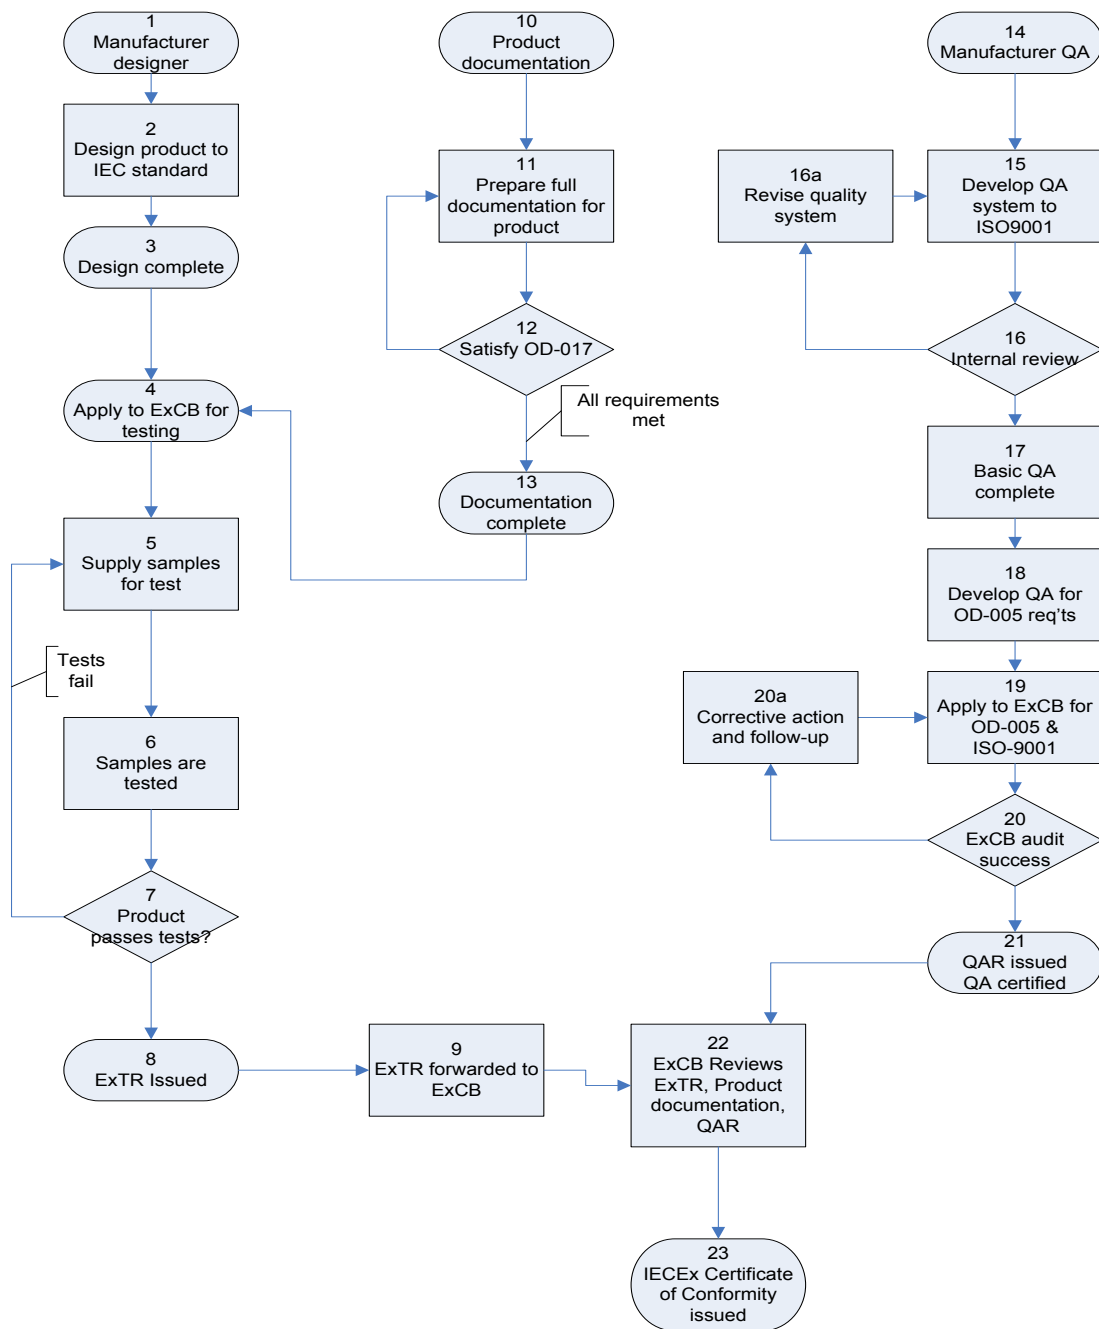 1
Manufacturer
designer
2
Design product to
IEC standard
3
Design complete
4
Apply to ExCB for
testing
5
Supply samples
for test
Tests
fail
6
Samples are
tested
7
Product
passes tests?
8
ExTR Issued
9
ExTR forwarded to
ExCB
10
Product
documentation
11
Prepare full
documentation for
product
12
Satisfy OD-017
All requirements
met
13
Documentation
complete
14
Manufacturer QA
15
Develop QA
system to
ISO9001
16a
Revise quality
system
16
Internal review
17
Basic QA
complete
18
Develop QA for
OD-005 req'ts
19
Apply to ExCB for
OD-005 &
ISO-9001
20a
Corrective action
and follow-up
20
ExCB audit
success
21
QAR issued
QA certified
22
ExCB Reviews
ExTR, Product
documentation,
QAR
23
IECEx Certificate
of Conformity
issued